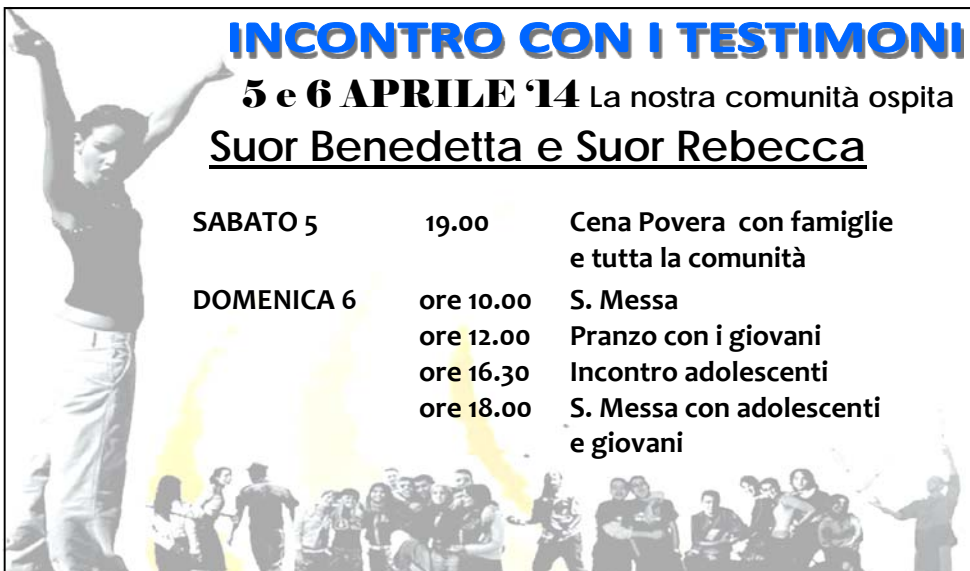 INCONTRO CON I TESTIMONI
5 e 6 APRILE ‘14 La nostra comunità ospita
Suor Benedetta e Suor Rebecca
SABATO 5 19.00 Cena Povera con famiglie
e tutta la comunità
DOMENICA 6 ore 10.00 S. Messa
ore 12.00 Pranzo con i giovani
ore 16.30 Incontro adolescenti
ore 18.00 S. Messa con adolescenti
e giovani